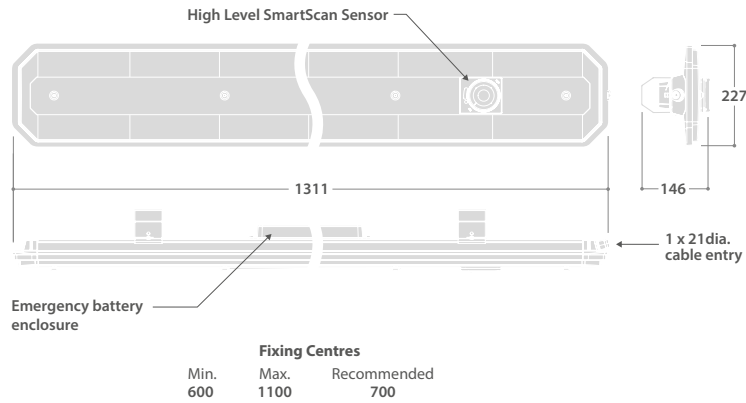 High Level SmartScan Sensor
227
1311
146
1 x 21dia.
cable entry
Emergency battery
enclosure
Fixing Centres
Min. Max. Recommended
600 1100 700